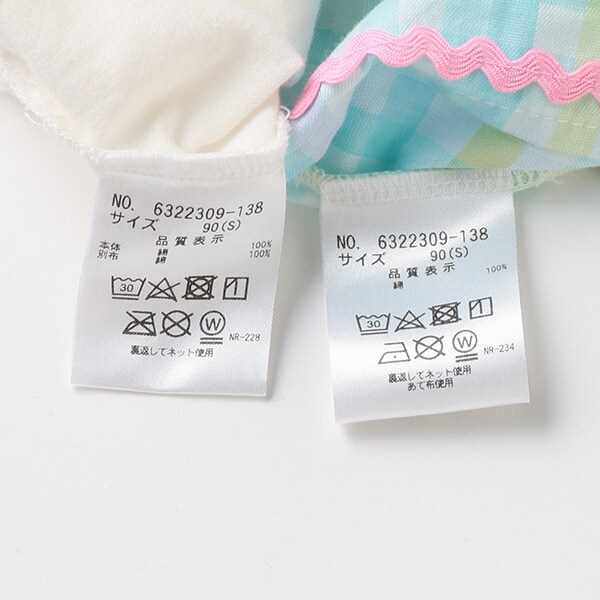 NO. 6322309-138
サイズ 90(S)
品質表示
本体 綿 100%
別布 綿 100%
30
W
NR-228
裏返してネット使用
NO. 6322309-138
サイズ 90(S)
品質表示
綿 100%
30
W
NR-234
裏返してネット使用
あて布使用